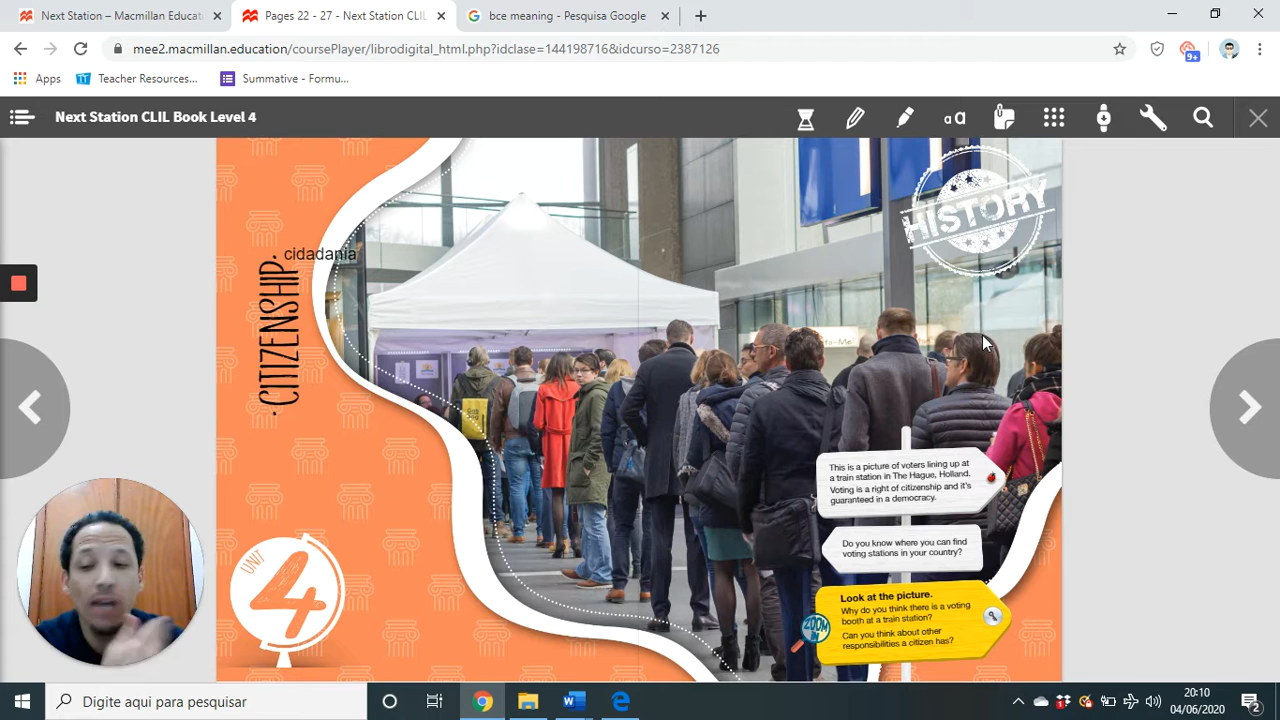 Next Station – Macmillan Educati
Pages 22 - 27 - Next Station CLIL
bce meaning - Pesquisa Google
mee2.macmillan.education/coursePlayer/librodigital_html.php?idclase=144198716&idcurso=2387126
9+
Apps
Teacher Resources...
Summative - Formu...
Next Station CLIL Book Level 4
a a
HISTORY
cidadania
·CITIZENSHIP·
This is a picture of voters lining up at
a train station in The Hague, Holland.
Voting is a right of citizenship and it's
guaranteed in a democracy.
Do you know where you can find
voting stations in your country?
UNIT
4
ZOOM
IN
Look at the picture.
Why do you think there is a voting
booth at a train station?
Can you think about other
responsibilities a citizen has?
Digite aqui para pesquisar
20:10
04/06/2020
2